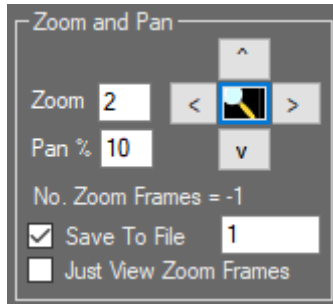 Zoom and Pan
^
Zoom 2 < >
Pan % 10 v
No. Zoom Frames = -1
Save To File 1
Just View Zoom Frames